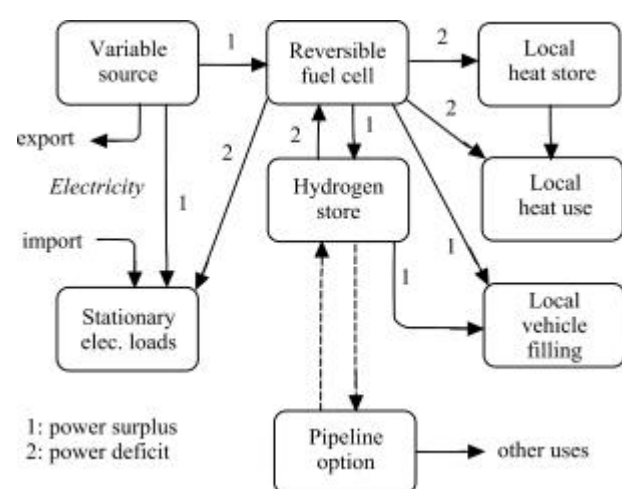 Variable
source
1
Reversible
fuel cell
2
Local
heat store
export
2
2
1
2
Electricity
1
Hydrogen
store
Local
heat use
import
1
1
Stationary
elec. loads
Local
vehicle
filling
1: power surplus
2: power deficit
Pipeline
option
other uses